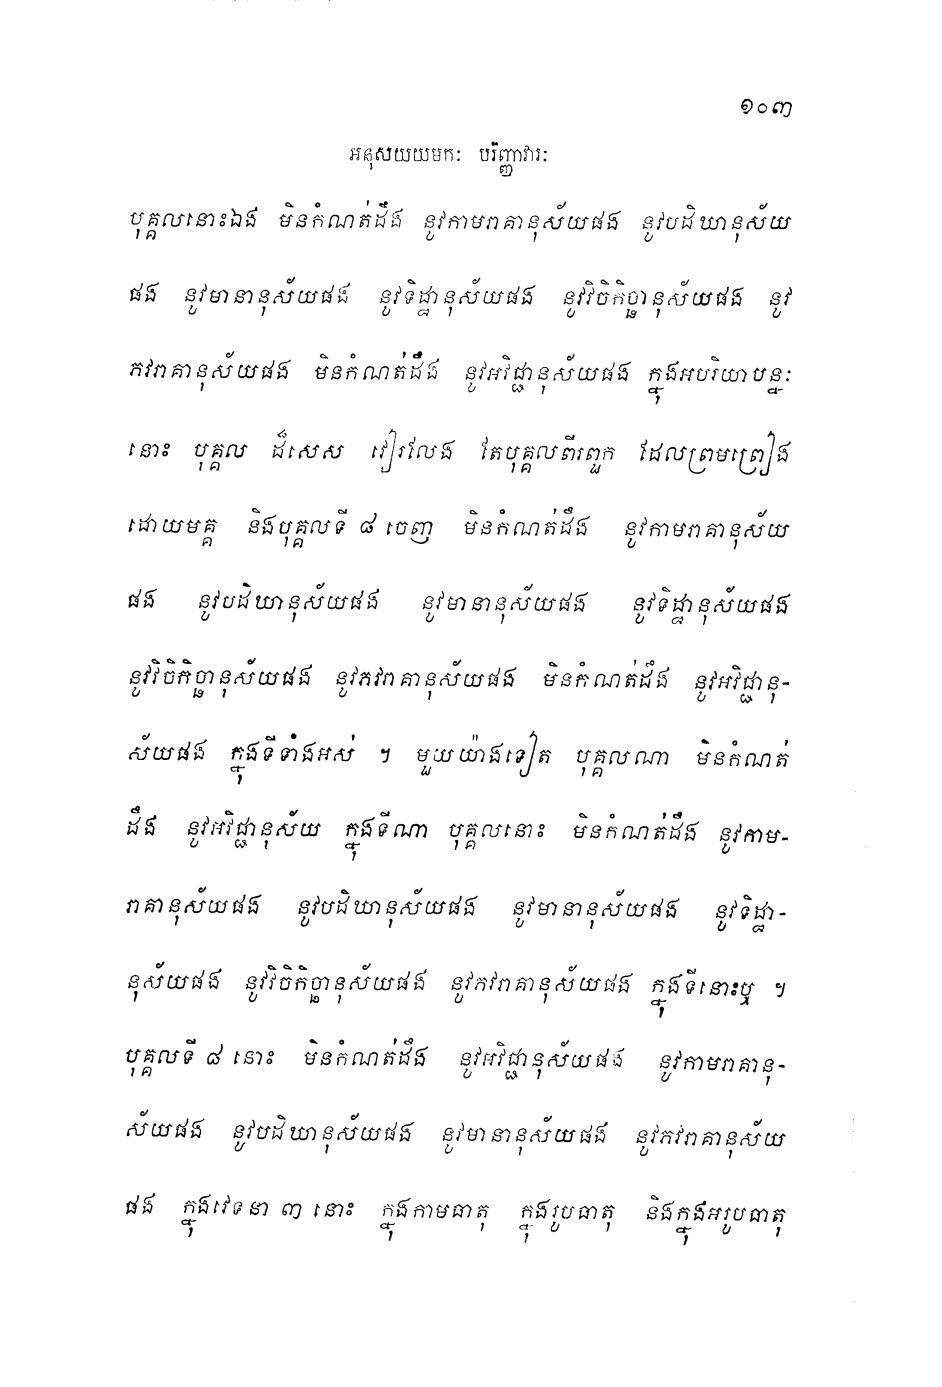 ១០៣
អនុសយយមកៈ បរិញ្ញាវារៈ
បុគ្គលនោះឯង មិនកំណត់ដឹង នូវកាមរាគានុស័យផង នូវបដិឃានុស័យ
ផង នូវមានានុស័យផង នូវទិដ្ឋានុស័យផង នូវវិចិកិច្ឆានុស័យផង នូវ
ភវរាគានុស័យផង មិនកំណត់ដឹង នូវអវិជ្ជានុស័យផង ក្នុងអបរិយាបន្នៈ
នោះ បុគ្គល ដ៏សេស វៀរលែង តែបុគ្គលពីរពួក ដែលព្រមព្រៀង
ដោយមគ្គ និងបុគ្គលទី ៨ ចេញ មិនកំណត់ដឹង នូវកាមរាគានុស័យ
ផង នូវបដិឃានុស័យផង នូវមានានុស័យផង នូវទិដ្ឋានុស័យផង
នូវវិចិកិច្ឆានុស័យផង នូវភវរាគានុស័យផង មិនកំណត់ដឹង នូវអវិជ្ជានុ-
ស័យផង ក្នុងទីទាំងអស់ ។ មួយយ៉ាងទៀត បុគ្គលណា មិនកំណត់
ដឹង នូវអវិជ្ជានុស័យ ក្នុងទីណា បុគ្គលនោះ មិនកំណត់ដឹង នូវកាម-
រាគានុស័យផង នូវបដិឃានុស័យផង នូវមានានុស័យផង នូវទិដ្ឋា-
នុស័យផង នូវវិចិកិច្ឆានុស័យផង នូវភវរាគានុស័យផង ក្នុងទីនោះឬ ។
បុគ្គលទី ៨ នោះ មិនកំណត់ដឹង នូវអវិជ្ជានុស័យផង នូវកាមរាគានុ-
ស័យផង នូវបដិឃានុស័យផង នូវមានានុស័យផង នូវភវរាគានុស័យ
ផង ក្នុងវេទនា ៣ នោះ ក្នុងកាមធាតុ ក្នុងរូបធាតុ និងក្នុងអរូបធាតុ